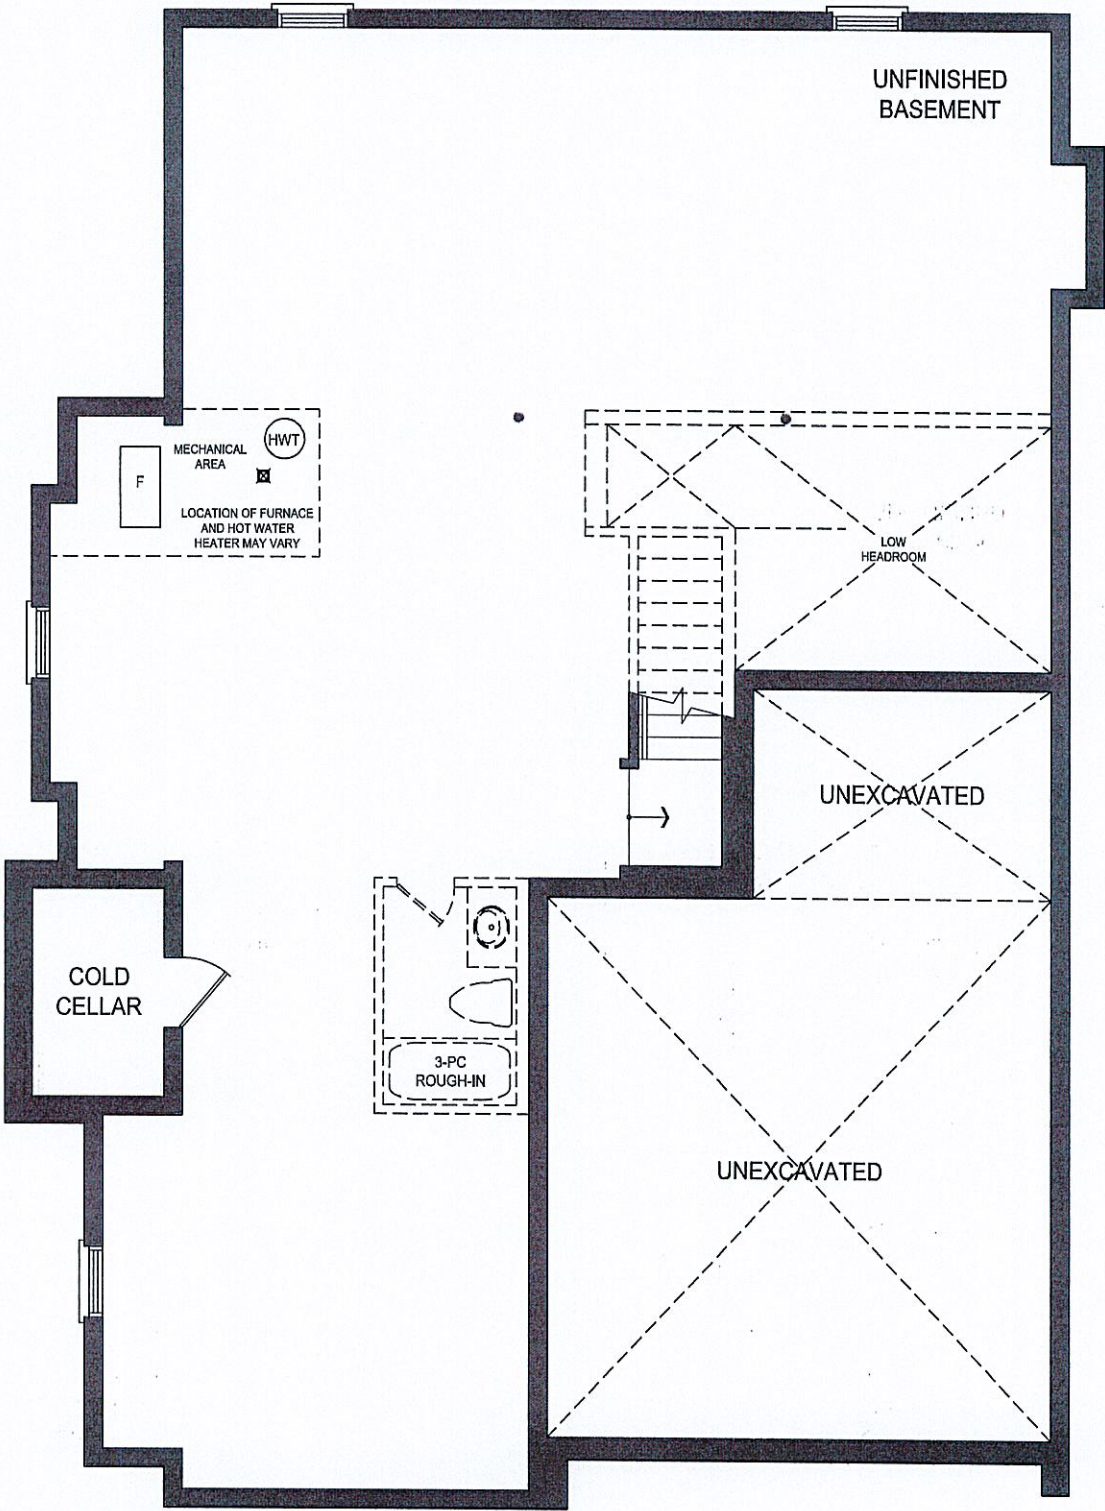 UNFINISHED
BASEMENT
HWT
MECHANICAL
AREA
F
LOCATION OF FURNACE
AND HOT WATER
HEATER MAY VARY
LOW
HEADROOM
UNEXCAVATED
COLD
CELLAR
3-PC
ROUGH-IN
UNEXCAVATED